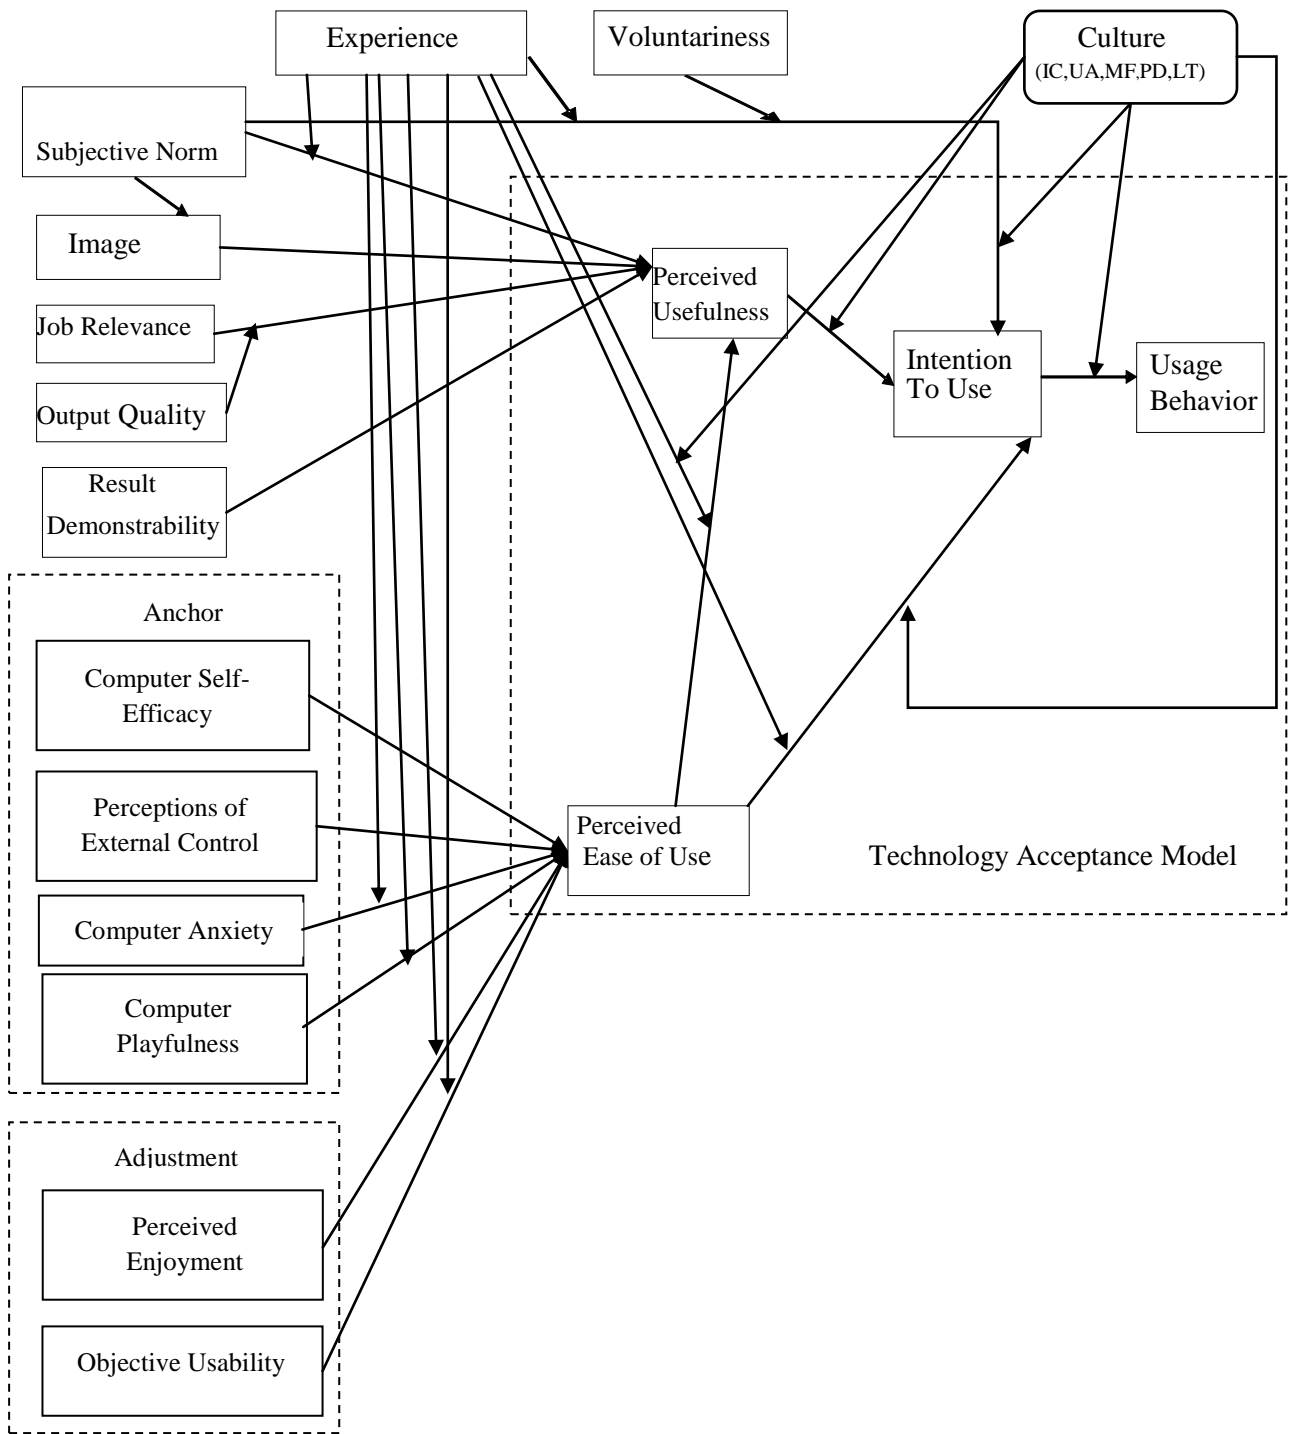 Experience
Voluntariness
Culture
(IC,UA,MF,PD,LT)
Subjective Norm
Image
Job Relevance
Output Quality
Result
Demonstrability
Perceived
Usefulness
Intention
To Use
Usage
Behavior
Anchor
Computer Self-
Efficacy
Perceptions of
External Control
Computer Anxiety
Computer
Playfulness
Perceived
Ease of Use
Technology Acceptance Model
Adjustment
Perceived
Enjoyment
Objective Usability